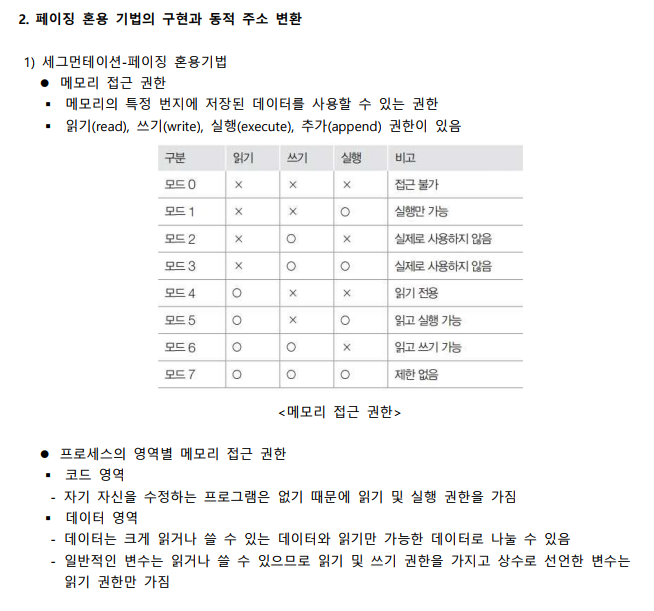 2. 페이징 혼용 기법의 구현과 동적 주소 변환
1) 세그먼테이션-페이징 혼용기법
● 메모리 접근 권한
▪ 메모리의 특정 번지에 저장된 데이터를 사용할 수 있는 권한
▪ 읽기(read), 쓰기(write), 실행(execute), 추가(append) 권한이 있음
구분 읽기 쓰기 실행 비고
모드 0 × × × 접근 불가
모드 1 × × ○ 실행만 가능
모드 2 × ○ × 실제로 사용하지 않음
모드 3 × ○ ○ 실제로 사용하지 않음
모드 4 ○ × × 읽기 전용
모드 5 ○ × ○ 읽고 실행 가능
모드 6 ○ ○ × 읽고 쓰기 가능
모드 7 ○ ○ ○ 제한 없음
<메모리 접근 권한>
● 프로세스의 영역별 메모리 접근 권한
▪ 코드 영역
- 자기 자신을 수정하는 프로그램은 없기 때문에 읽기 및 실행 권한을 가짐
▪ 데이터 영역
- 데이터는 크게 읽거나 쓸 수 있는 데이터와 읽기만 가능한 데이터로 나눌 수 있음
- 일반적인 변수는 읽거나 쓸 수 있으므로 읽기 및 쓰기 권한을 가지고 상수로 선언한 변수는
읽기 권한만 가짐